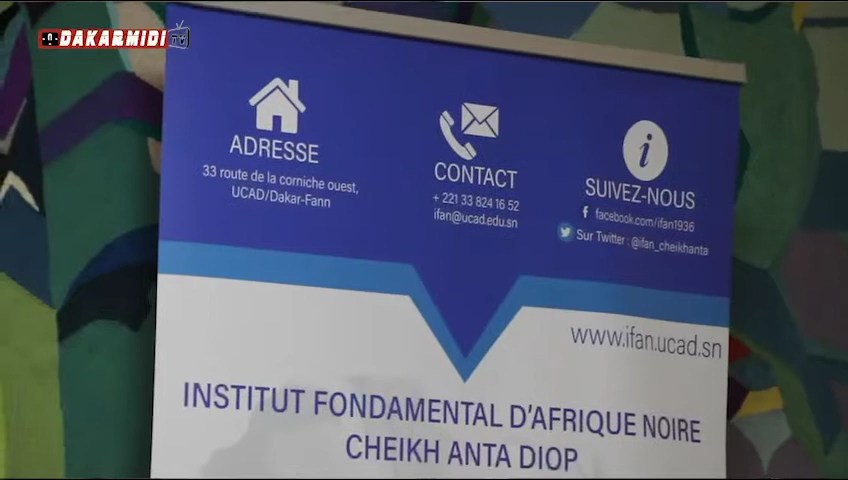 DAKARMIDI TV
ADRESSE
33 route de la corniche ouest,
UCAD/Dakar-Fann
CONTACT
+ 221 33 824 16 52
ifan@ucad.edu.sn
SUIVEZ-NOUS
facebook.com/ifan1936
Sur Twitter : @ifan_cheikhanta
www.ifan.ucad.sn
INSTITUT FONDAMENTAL D'AFRIQUE NOIRE
CHEIKH ANTA DIOP